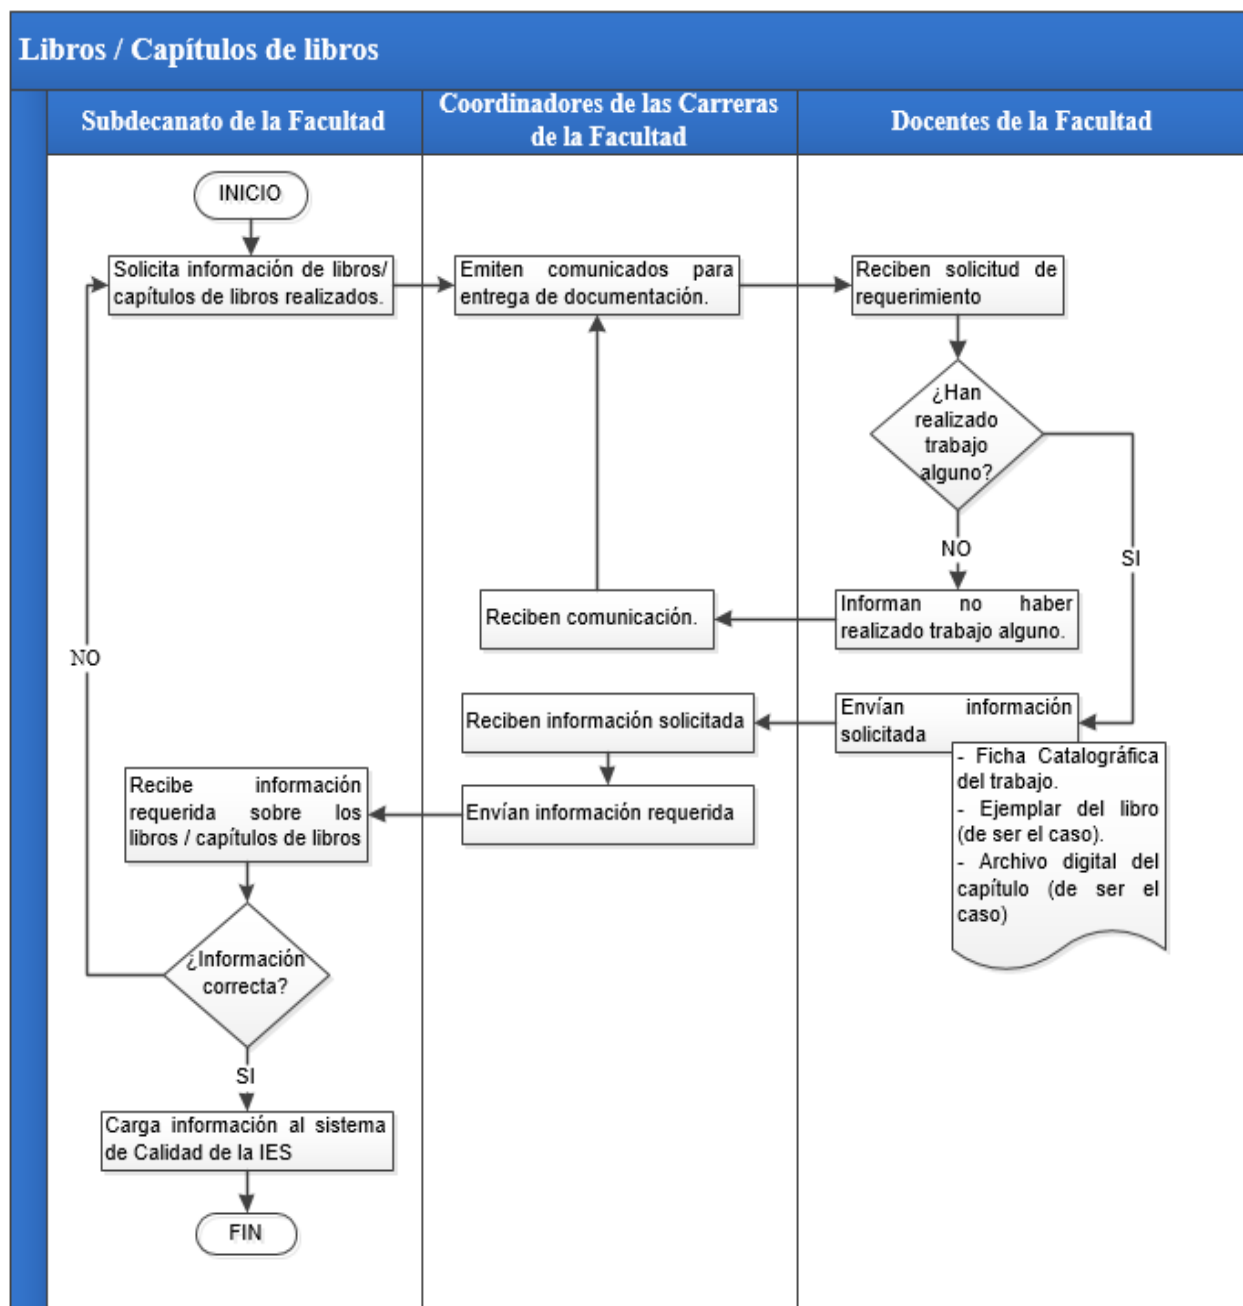 Libros / Capítulos de libros
Subdecanato de la Facultad
Coordinadores de las Carreras
de la Facultad
Docentes de la Facultad
INICIO
Solicita información de libros/
capítulos de libros realizados.
Emiten comunicados para
entrega de documentación.
Reciben solicitud de
requerimiento
¿Han
realizado
trabajo
alguno?
NO
SI
Informan no haber
realizado trabajo alguno.
Reciben comunicación.
NO
Envían información
solicitada
- Ficha Catalográfica
del trabajo.
- Ejemplar del libro
(de ser el caso).
- Archivo digital del
capítulo (de ser el
caso)
Reciben información solicitada
Envían información requerida
Recibe información
requerida sobre los
libros / capítulos de libros
¿Información
correcta?
SI
Carga información al sistema
de Calidad de la IES
FIN